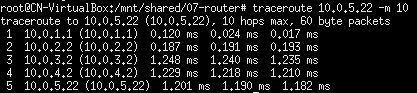 root@CN-VirtualBox:/mnt/shared/07-router# traceroute 10.0.5.22 -m 10
traceroute to 10.0.5.22 (10.0.5.22), 10 hops max, 60 byte packets
1 10.0.1.1 (10.0.1.1) 0.120 ms 0.024 ms 0.017 ms
2 10.0.2.2 (10.0.2.2) 0.187 ms 0.191 ms 0.193 ms
3 10.0.3.2 (10.0.3.2) 1.248 ms 1.240 ms 1.235 ms
4 10.0.4.2 (10.0.4.2) 1.229 ms 1.218 ms 1.210 ms
5 10.0.5.22 (10.0.5.22) 1.201 ms 1.190 ms 1.182 ms